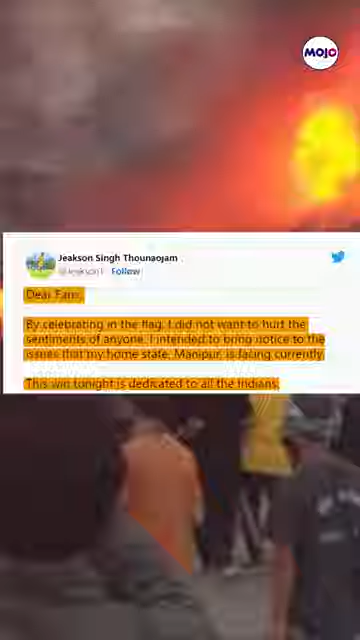 MOJO
Jeakson Singh Thounaojam
@JeaksonT · Follow
Dear Fans,
By celebrating in the flag, I did not want to hurt the
sentiments of anyone. I intended to bring notice to the
issues that my home state, Manipur, is facing currently.
This win tonight is dedicated to all the Indians.